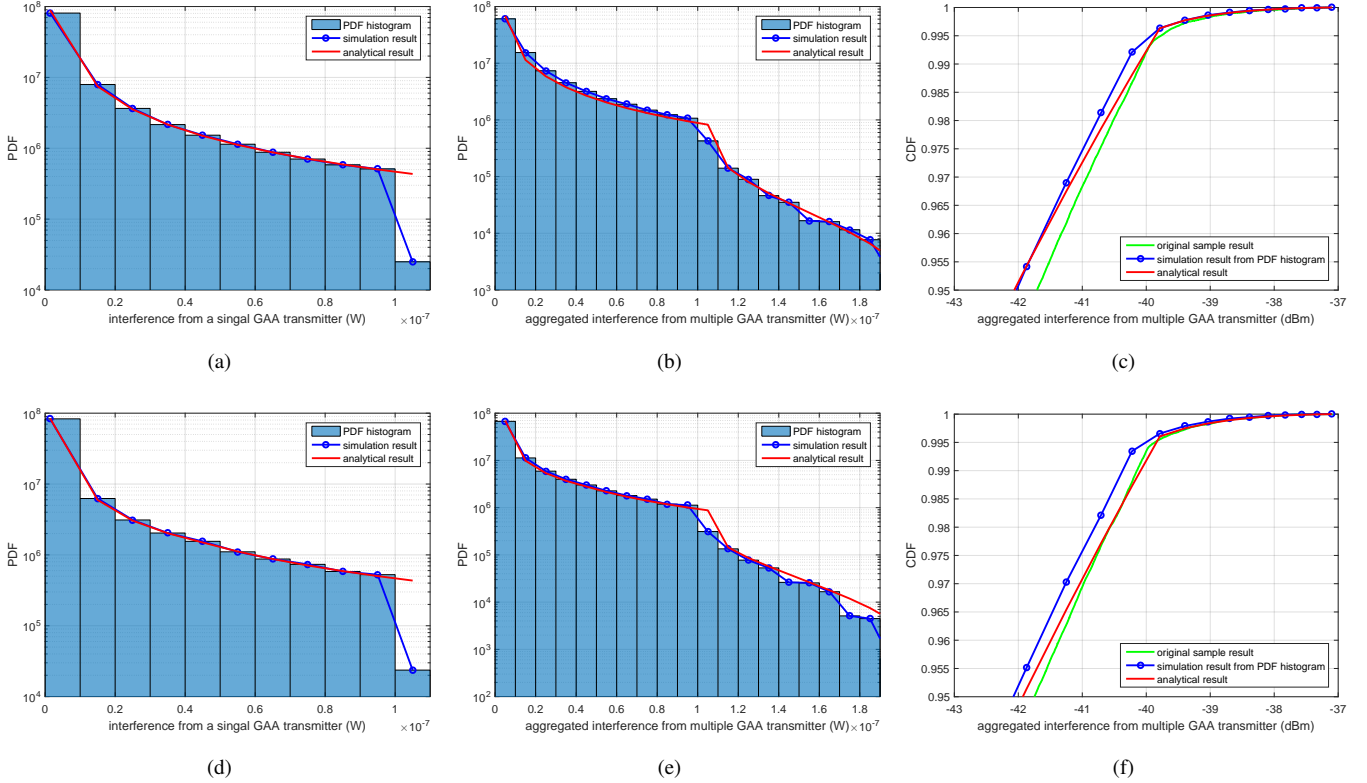 10^8
10^7
10^6
10^5
10^4
PDF
0 0.2 0.4 0.6 0.8 1
interference from a singal GAA transmitter (W) ×10^-7
PDF histogram
simulation result
analytical result
(a)
10^8
10^7
10^6
10^5
10^4
10^3
PDF
0 0.2 0.4 0.6 0.8 1 1.2 1.4 1.6 1.8
aggregated interference from multiple GAA transmitter (W) ×10^-7
PDF histogram
simulation result
analytical result
(b)
1
0.995
0.99
0.985
0.98
0.975
0.97
0.965
0.96
0.955
0.95
CDF
-43 -42 -41 -40 -39 -38 -37
aggregated interference from multiple GAA transmitter (dBm)
original sample result
simulation result from PDF histogram
analytical result
(c)
10^8
10^7
10^6
10^5
10^4
PDF
0 0.2 0.4 0.6 0.8 1
interference from a singal GAA transmitter (W) ×10^-7
PDF histogram
simulation result
analytical result
(d)
10^8
10^7
10^6
10^5
10^4
10^3
10^2
PDF
0 0.2 0.4 0.6 0.8 1 1.2 1.4 1.6 1.8
aggregated interference from multiple GAA transmitter (W) ×10^-7
PDF histogram
simulation result
analytical result
(e)
1
0.995
0.99
0.985
0.98
0.975
0.97
0.965
0.96
0.955
0.95
CDF
-43 -42 -41 -40 -39 -38 -37
aggregated interference from multiple GAA transmitter (dBm)
original sample result
simulation result from PDF histogram
analytical result
(f)